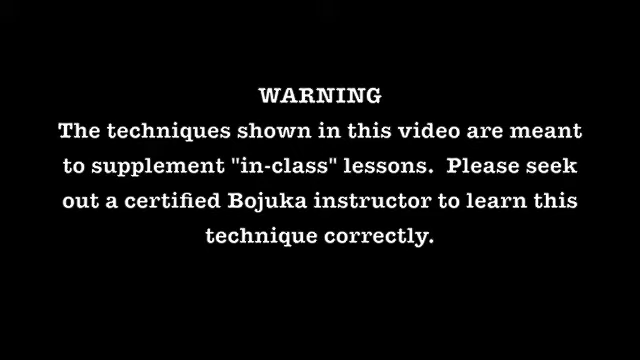 WARNING
The techniques shown in this video are meant
to supplement "in-class" lessons.  Please seek
out a certified Bojuka instructor to learn this
technique correctly.